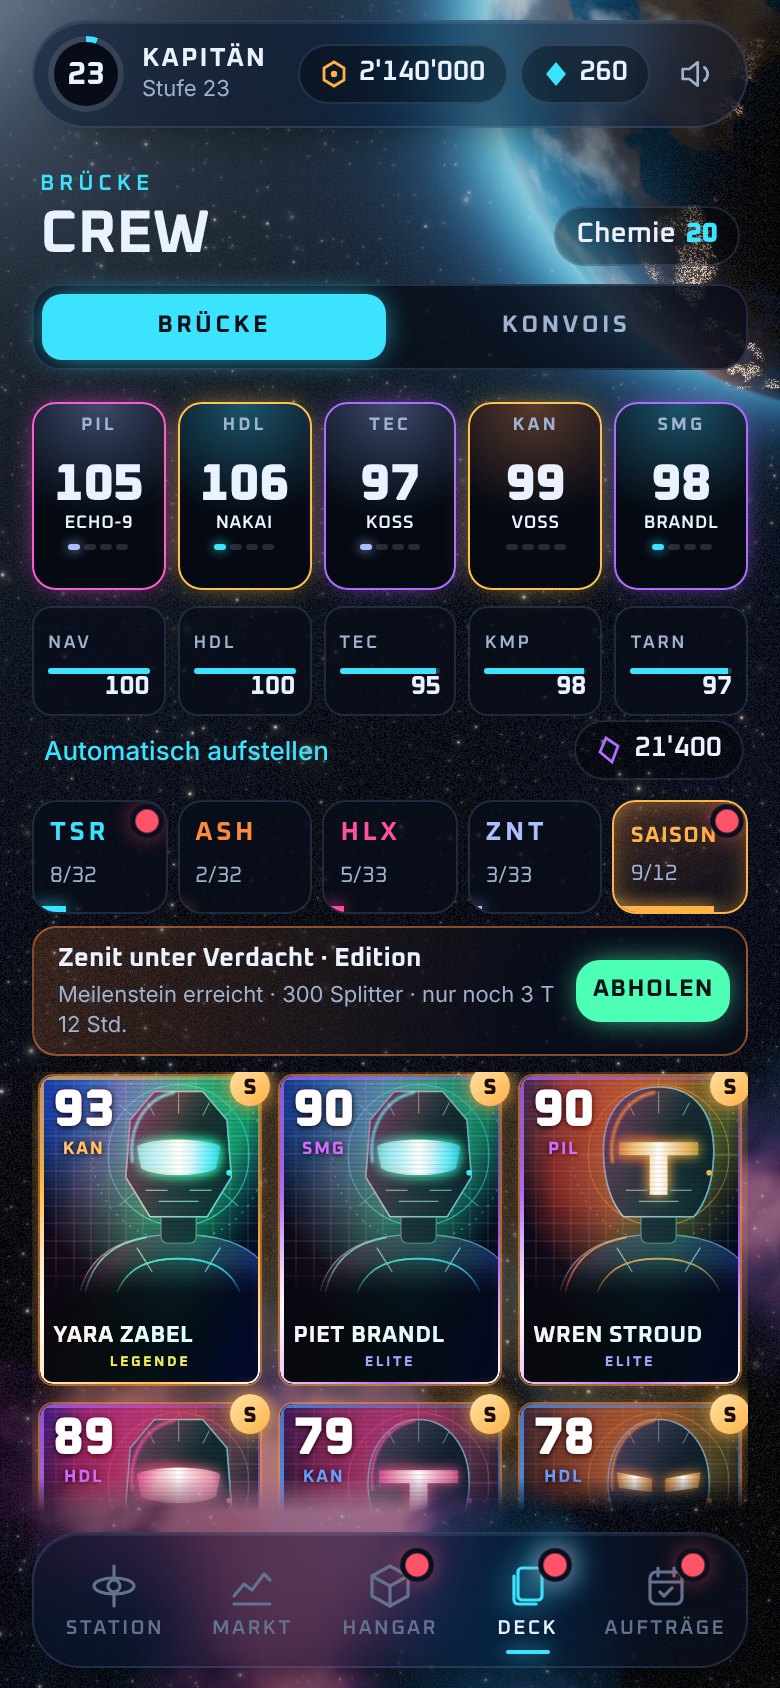 23
KAPITÄN
Stufe 23
2'140'000
260
BRÜCKE
CREW
Chemie 20
BRÜCKE
KONVOIS
PIL
HDL
TEC
KAN
SMG
105
106
97
99
98
ECHO-9
NAKAI
KOSS
VOSS
BRANDL
NAV
HDL
TEC
KMP
TARN
100
100
95
98
97
Automatisch aufstellen
21'400
TSR
ASH
HLX
ZNT
SAISON
8/32
2/32
5/33
3/33
9/12
Zenit unter Verdacht · Edition
Meilenstein erreicht · 300 Splitter · nur noch 3 T
12 Std.
ABHOLEN
93
S
90
S
90
S
KAN
SMG
PIL
YARA ZABEL
PIET BRANDL
WREN STROUD
LEGENDE
ELITE
ELITE
89
S
79
S
78
S
HDL
KAN
HDL
STATION
MARKT
HANGAR
DECK
AUFTRÄGE